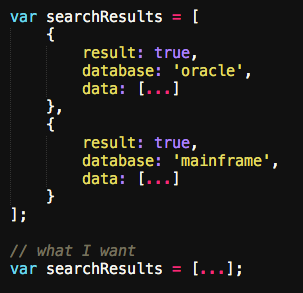 var searchResults = [
    {
        result: true,
        database: 'oracle',
        data: [...]
    },
    {
        result: true,
        database: 'mainframe',
        data: [...]
    }
];
// what I want
var searchResults = [...];